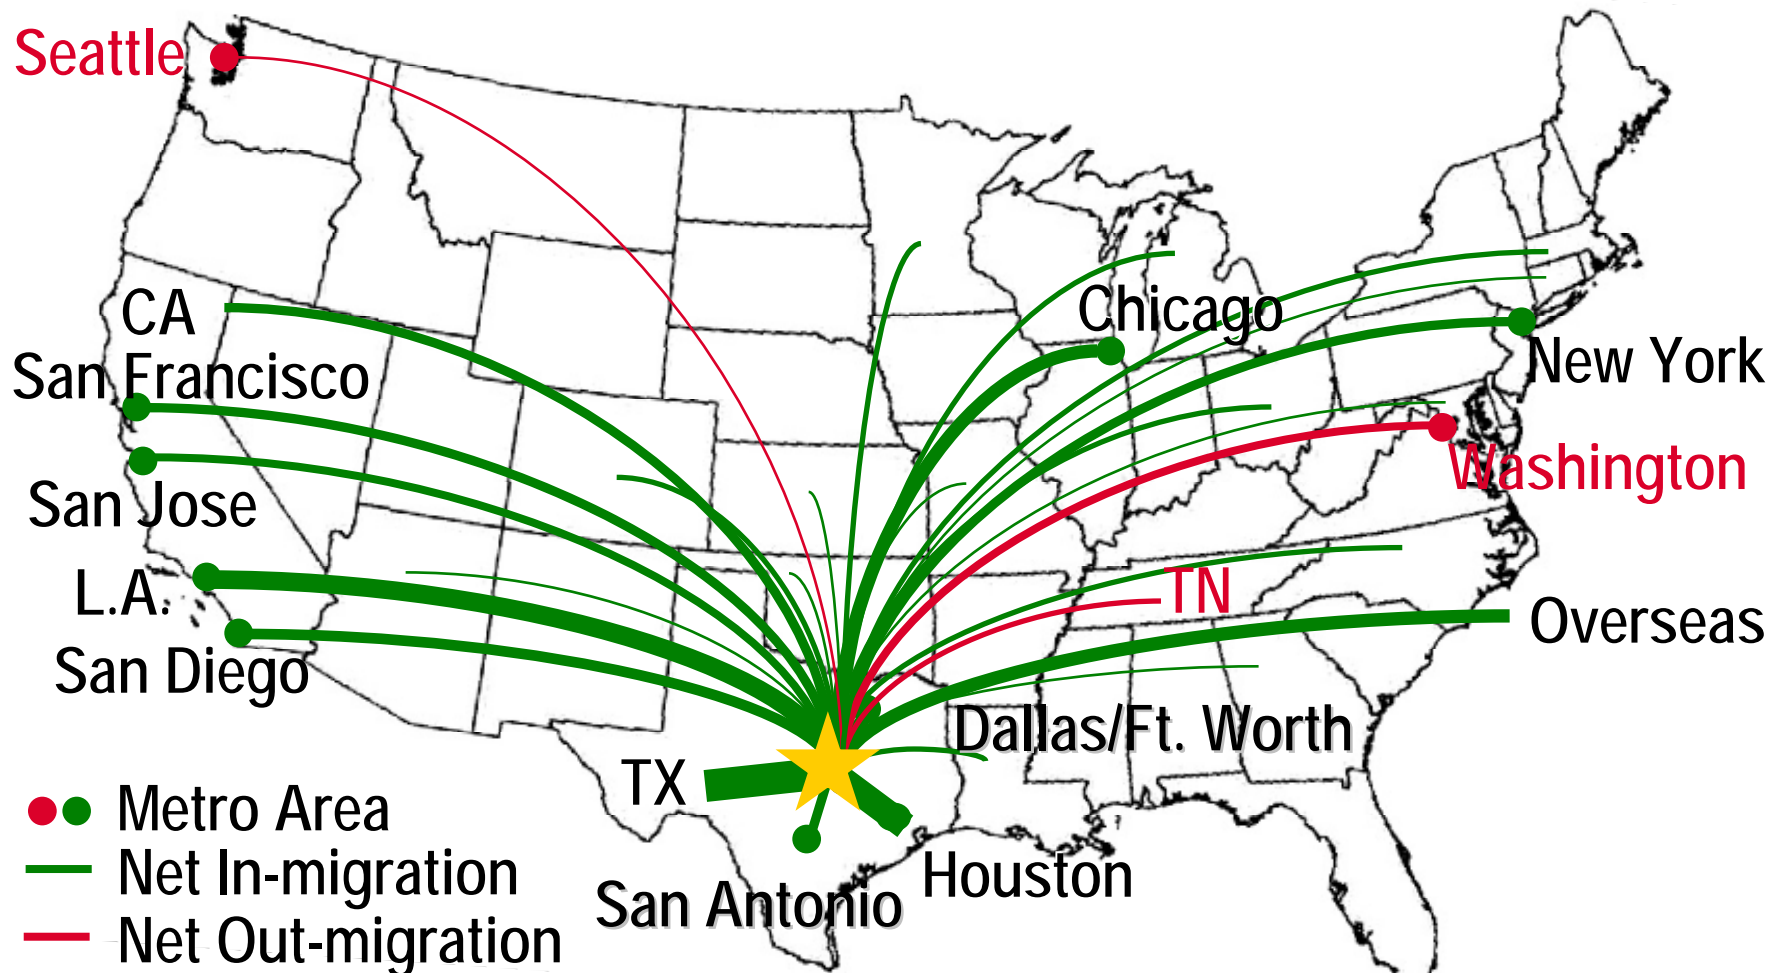 Seattle
CA
Chicago
San Francisco
New York
Washington
San Jose
L.A.
TN
Overseas
San Diego
Dallas/Ft. Worth
TX
Metro Area
Net In-migration
Houston
San Antonio
Net Out-migration